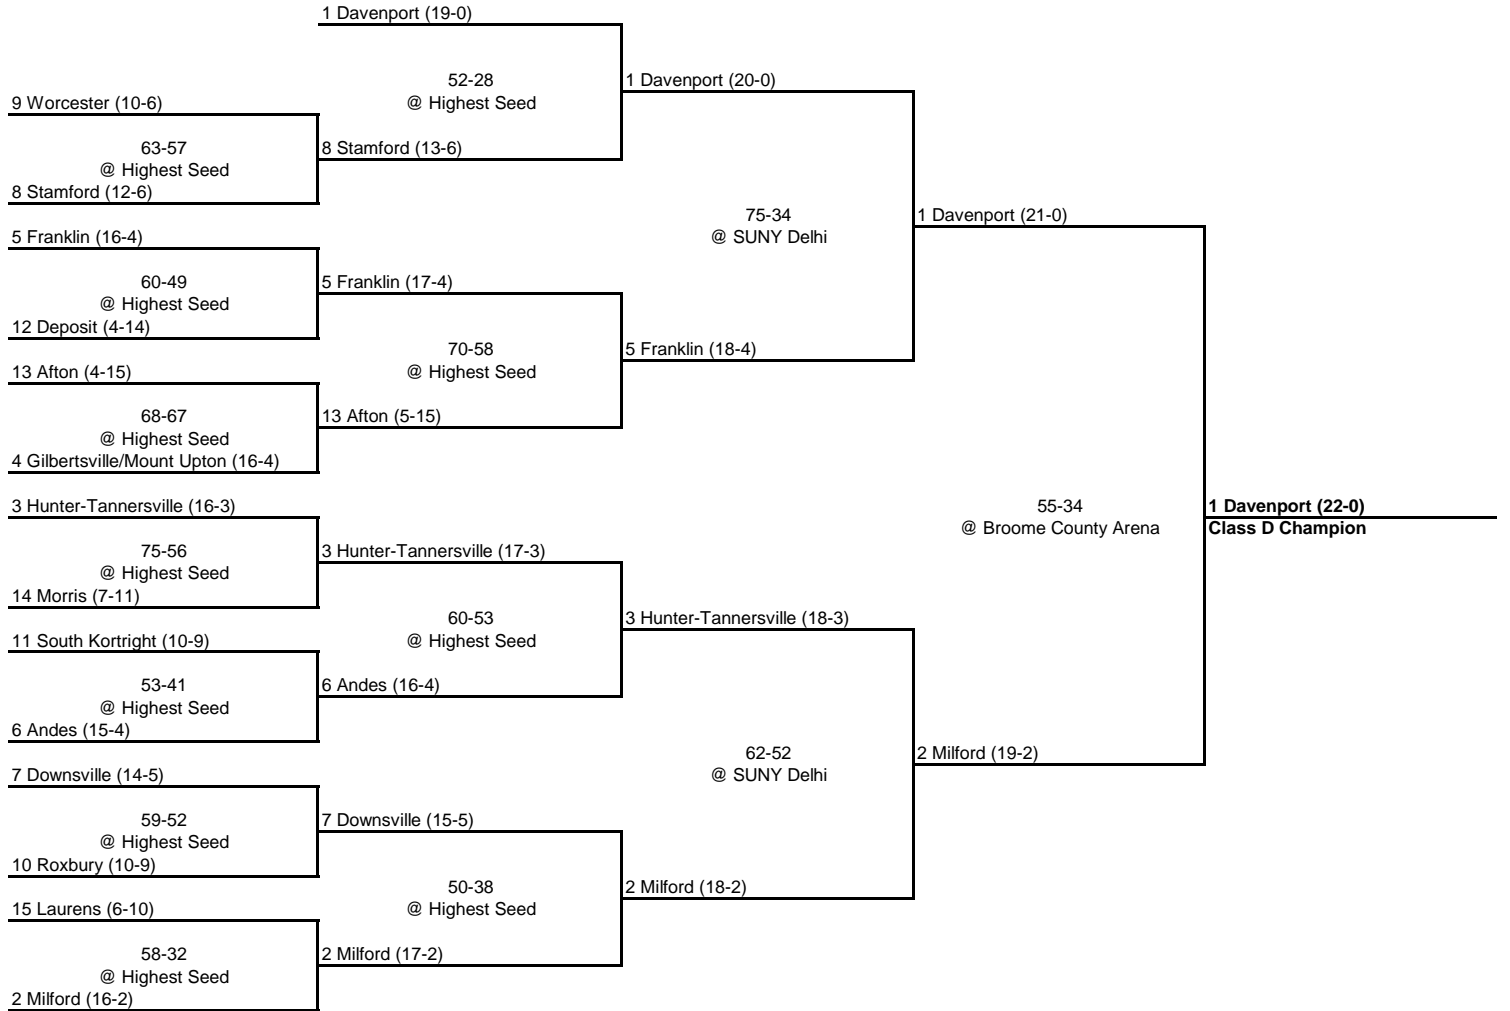 1 Davenport (19-0)
52-28
@ Highest Seed
1 Davenport (20-0)
9 Worcester (10-6)
63-57
@ Highest Seed
8 Stamford (13-6)
8 Stamford (12-6)
75-34
@ SUNY Delhi
1 Davenport (21-0)
5 Franklin (16-4)
60-49
@ Highest Seed
5 Franklin (17-4)
12 Deposit (4-14)
70-58
@ Highest Seed
5 Franklin (18-4)
13 Afton (4-15)
68-67
@ Highest Seed
13 Afton (5-15)
4 Gilbertsville/Mount Upton (16-4)
55-34
@ Broome County Arena
1 Davenport (22-0)
Class D Champion
3 Hunter-Tannersville (16-3)
75-56
@ Highest Seed
3 Hunter-Tannersville (17-3)
14 Morris (7-11)
60-53
@ Highest Seed
3 Hunter-Tannersville (18-3)
11 South Kortright (10-9)
53-41
@ Highest Seed
6 Andes (16-4)
6 Andes (15-4)
62-52
@ SUNY Delhi
2 Milford (19-2)
7 Downsville (14-5)
59-52
@ Highest Seed
7 Downsville (15-5)
10 Roxbury (10-9)
50-38
@ Highest Seed
2 Milford (18-2)
15 Laurens (6-10)
58-32
@ Highest Seed
2 Milford (17-2)
2 Milford (16-2)